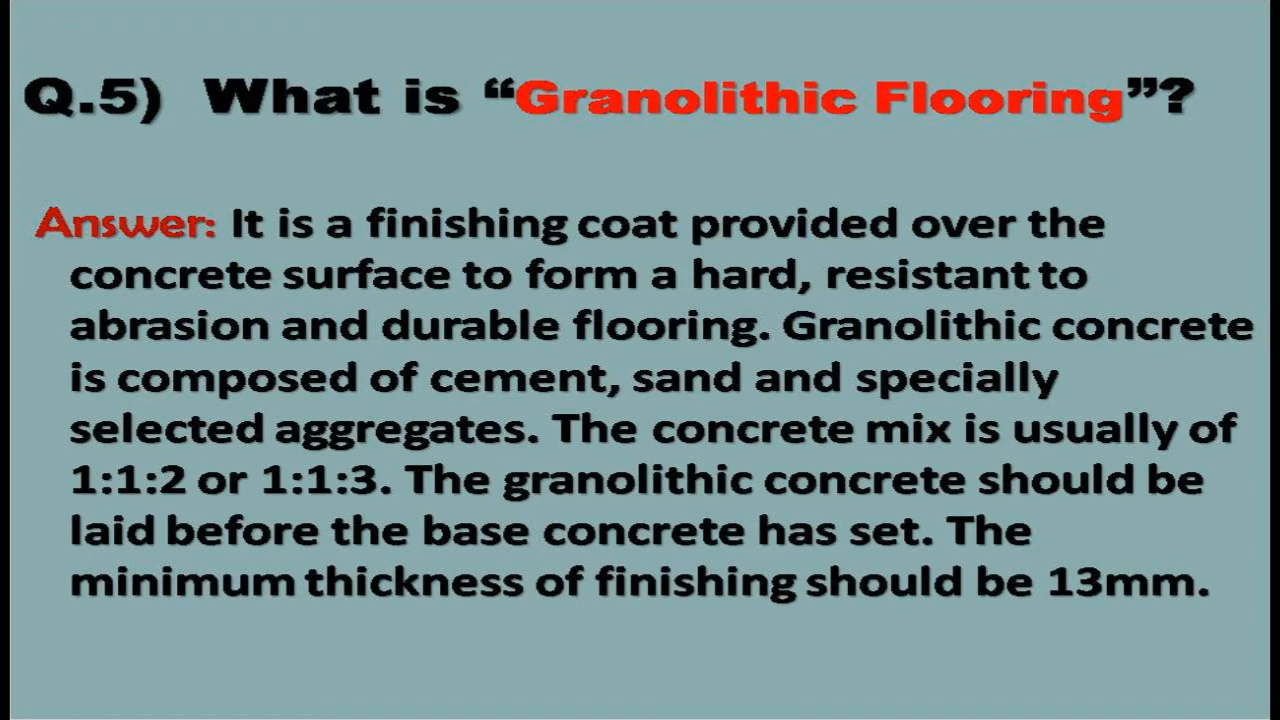 Q.5) What is “Granolithic Flooring”?
Answer: It is a finishing coat provided over the
concrete surface to form a hard, resistant to
abrasion and durable flooring. Granolithic concrete
is composed of cement, sand and specially
selected aggregates. The concrete mix is usually of
1:1:2 or 1:1:3. The granolithic concrete should be
laid before the base concrete has set. The
minimum thickness of finishing should be 13mm.